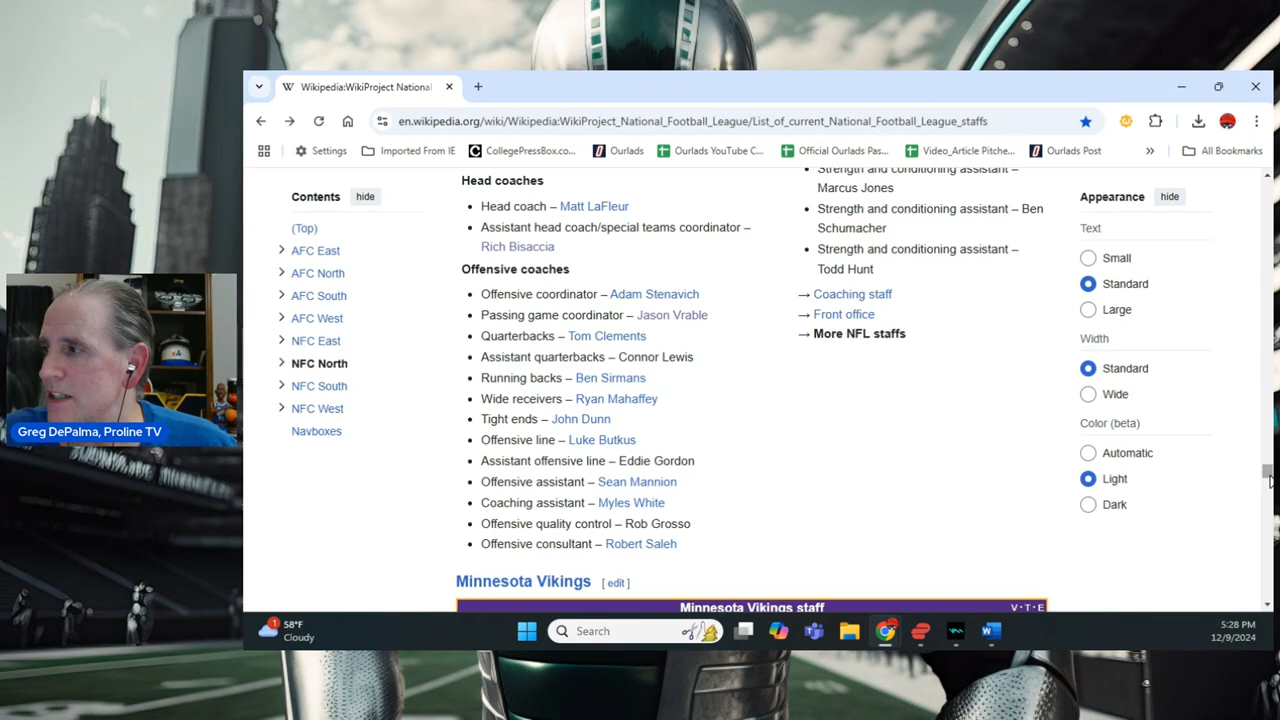 Wikipedia:WikiProject National
en.wikipedia.org/wiki/Wikipedia:WikiProject_National_Football_League/List_of_current_National_Football_League_staffs
Settings
Imported From IE
CollegePressBox.co...
Ourlads
Ourlads YouTube C...
Official Ourlads Pas...
Video_Article Pitche...
Ourlads Post
»
All Bookmarks
Contents
hide
(Top)
AFC East
AFC North
AFC South
AFC West
NFC East
NFC North
NFC South
NFC West
Navboxes
Head coaches
• Head coach – Matt LaFleur
• Assistant head coach/special teams coordinator –
Rich Bisaccia
Offensive coaches
• Offensive coordinator – Adam Stenavich
• Passing game coordinator – Jason Vrable
• Quarterbacks – Tom Clements
• Assistant quarterbacks – Connor Lewis
• Running backs – Ben Sirmans
• Wide receivers – Ryan Mahaffey
• Tight ends – John Dunn
• Offensive line – Luke Butkus
• Assistant offensive line – Eddie Gordon
• Offensive assistant – Sean Mannion
• Coaching assistant – Myles White
• Offensive quality control – Rob Grosso
• Offensive consultant – Robert Saleh
• Strength and conditioning assistant –
Marcus Jones
• Strength and conditioning assistant – Ben
Schumacher
• Strength and conditioning assistant –
Todd Hunt
→ Coaching staff
→ Front office
→ More NFL staffs
Minnesota Vikings [ edit ]
Minnesota Vikings staff
V·T·E
Appearance
hide
Text
Small
Standard
Large
Width
Standard
Wide
Color (beta)
Automatic
Light
Dark
Greg DePalma, Proline TV
1
58°F
Cloudy
Search
5:28 PM
12/9/2024